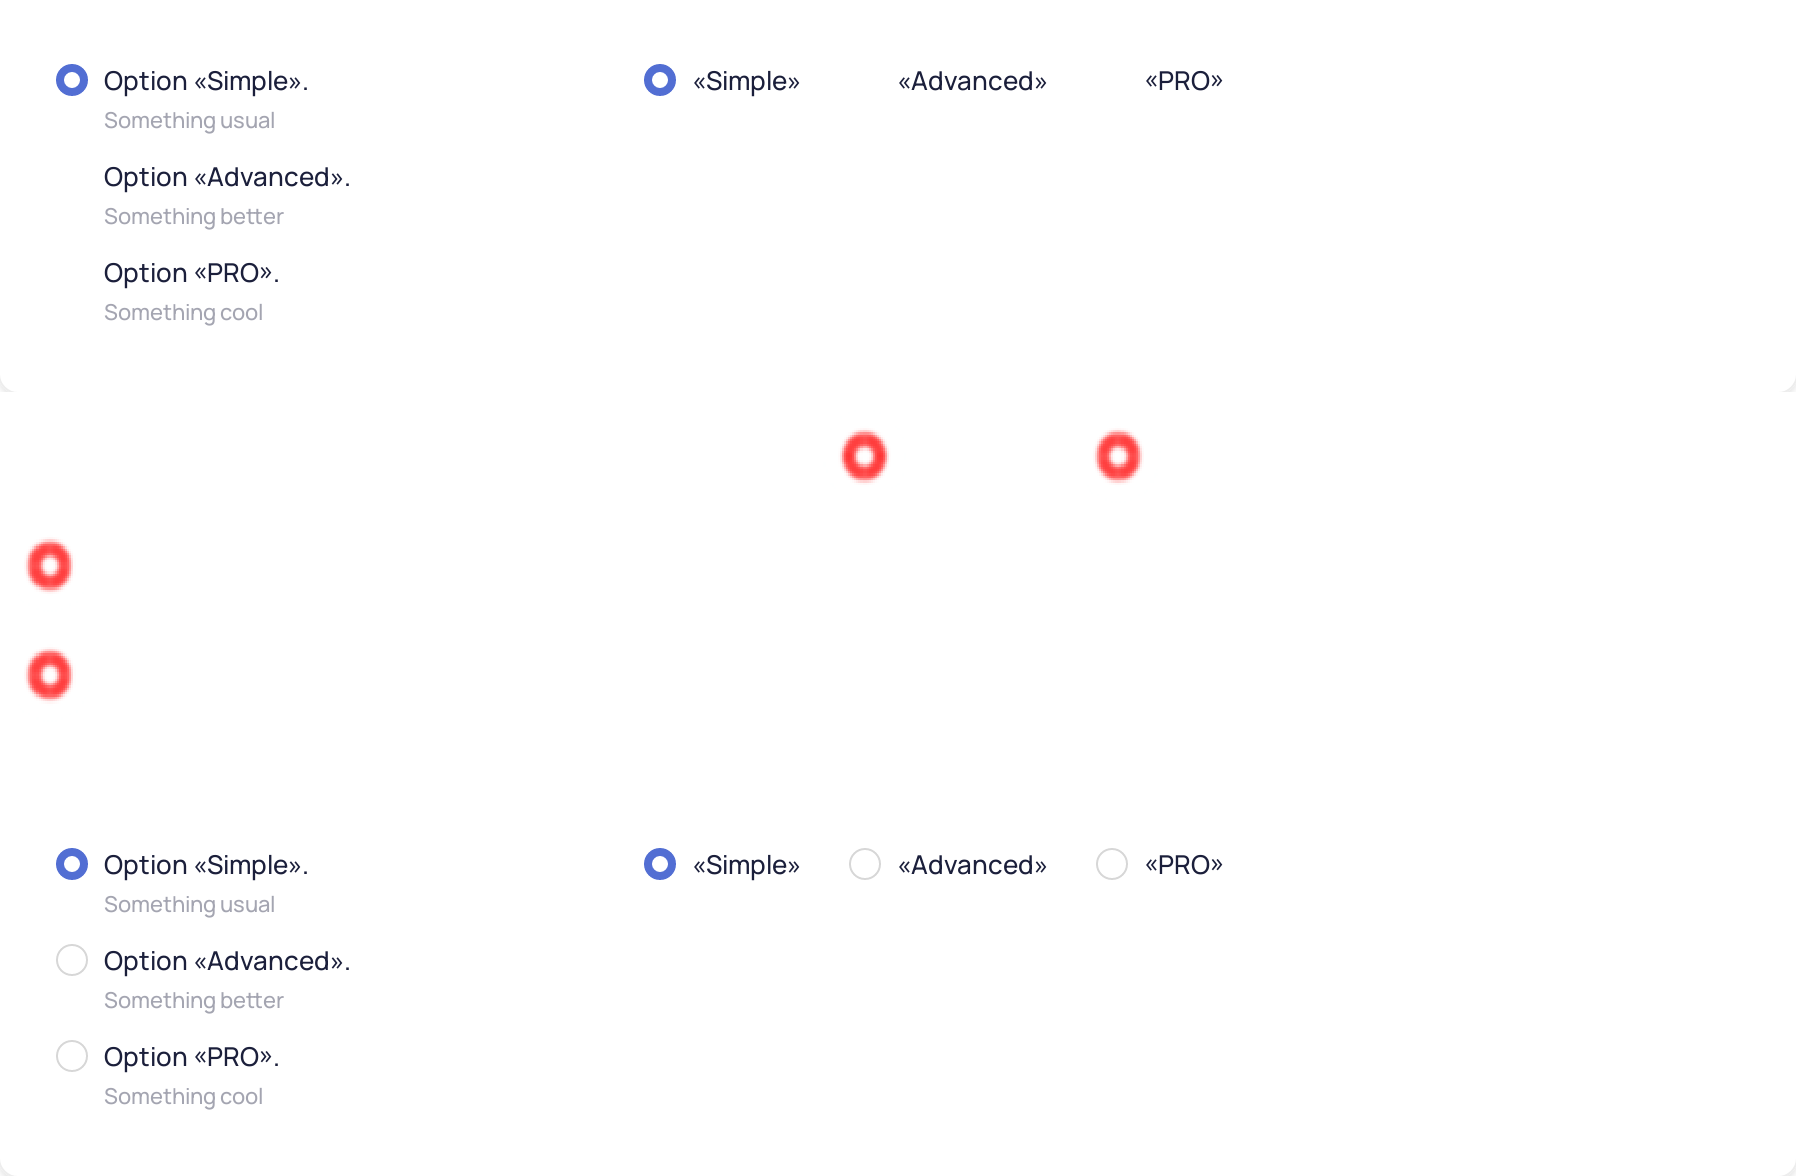 Option «Simple».
Something usual
Option «Advanced».
Something better
Option «PRO».
Something cool
«Simple» «Advanced» «PRO»
Option «Simple».
Something usual
Option «Advanced».
Something better
Option «PRO».
Something cool
«Simple» «Advanced» «PRO»